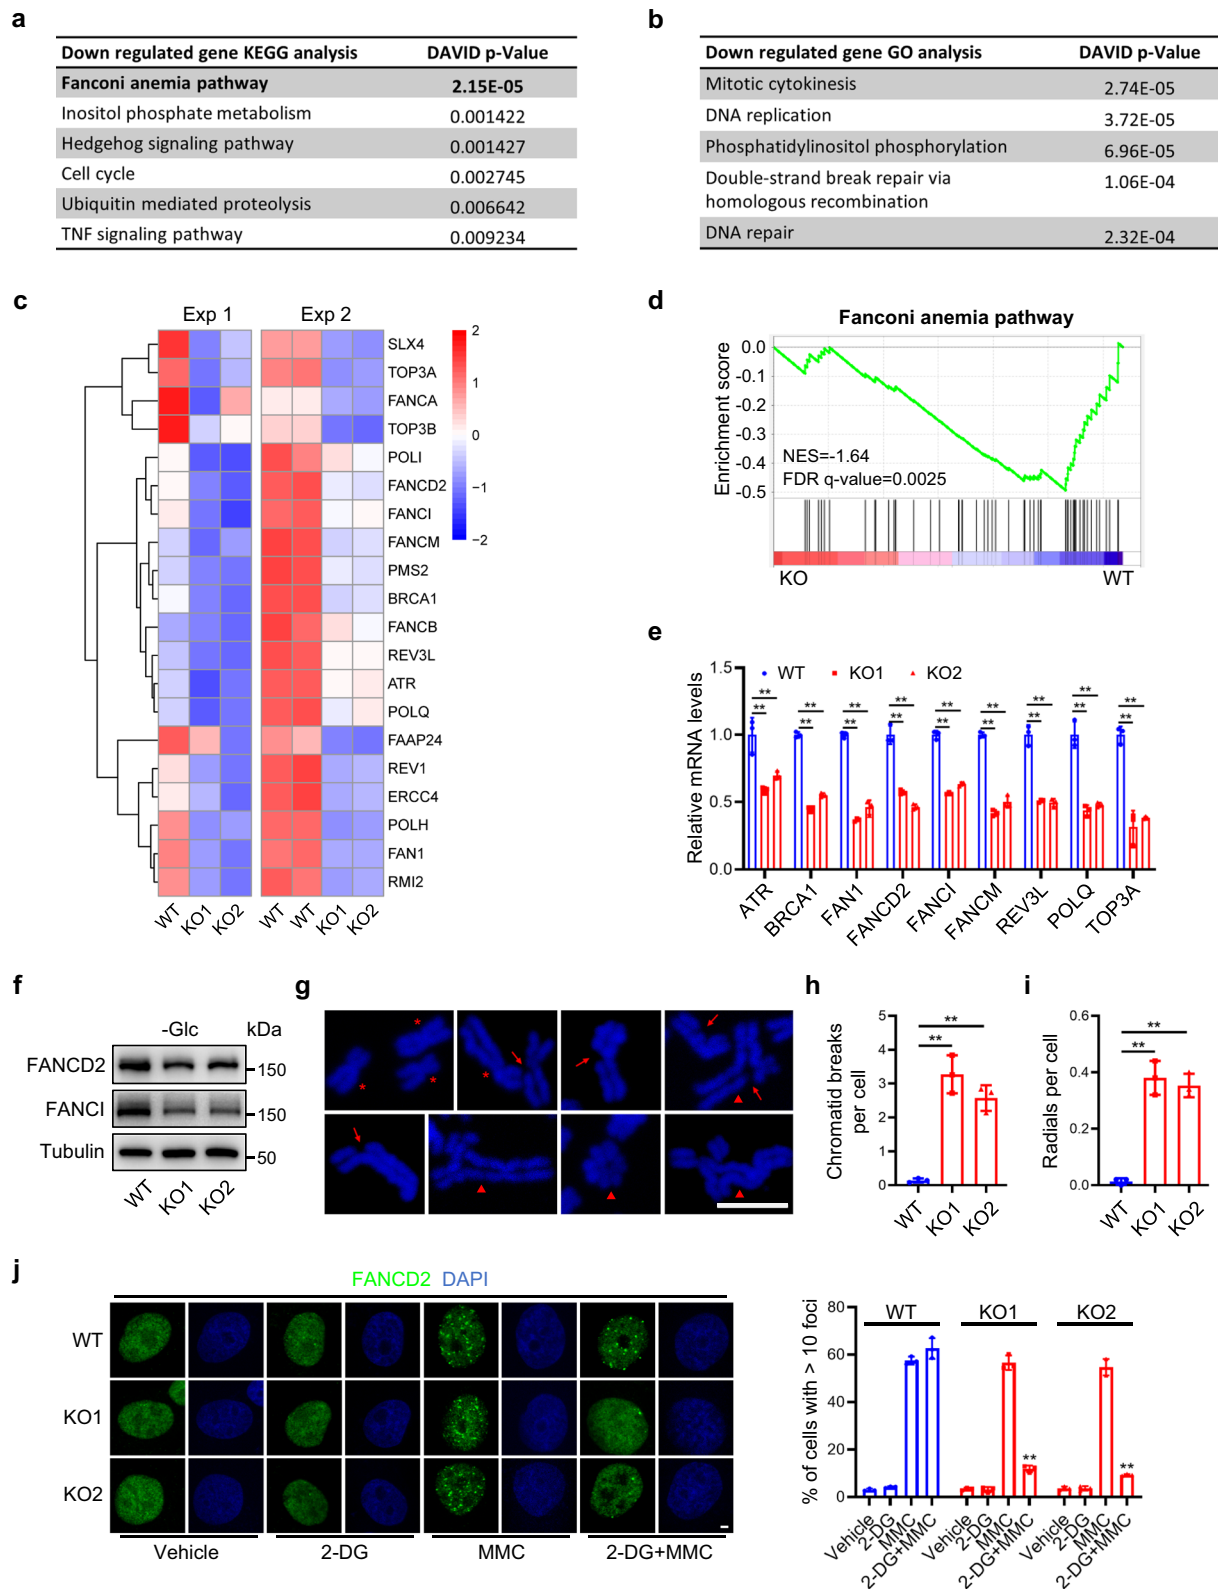 a
Down regulated gene KEGG analysis DAVID p-Value
Fanconi anemia pathway 2.15E-05
Inositol phosphate metabolism 0.001422
Hedgehog signaling pathway 0.001427
Cell cycle 0.002745
Ubiquitin mediated proteolysis 0.006642
TNF signaling pathway 0.009234
b
Down regulated gene GO analysis DAVID p-Value
Mitotic cytokinesis 2.74E-05
DNA replication 3.72E-05
Phosphatidylinositol phosphorylation 6.96E-05
Double-strand break repair via 1.06E-04
homologous recombination
DNA repair 2.32E-04
c
Exp 1 Exp 2
SLX4
TOP3A
FANCA
TOP3B
POLI
FANCD2
FANCI
FANCM
PMS2
BRCA1
FANCB
REV3L
ATR
POLQ
FAAP24
REV1
ERCC4
POLH
FAN1
RMI2
2
1
0
−1
−2
WT KO1 KO2 WT WT KO1 KO2
d
Fanconi anemia pathway
Enrichment score
0.0
-0.1
-0.2
-0.3
-0.4
-0.5
NES=-1.64
FDR q-value=0.0025
KO WT
e
Relative mRNA levels
1.5
1.0
0.5
0.0
WT KO1 KO2
** ** ** ** ** ** ** ** **
** ** ** ** ** ** ** ** **
ATR BRCA1 FAN1 FANCD2 FANCI FANCM REV3L POLQ TOP3A
f
-Glc kDa
FANCD2 150
FANCI 150
Tubulin 50
WT KO1 KO2
g
* * * *
h
Chromatid breaks
per cell
5
4
3
2
1
0
**
**
WT KO1 KO2
i
Radials per cell
0.6
0.4
0.2
0.0
**
**
WT KO1 KO2
j
FANCD2 DAPI
WT
KO1
KO2
Vehicle 2-DG MMC 2-DG+MMC
% of cells with > 10 foci
80
60
40
20
0
WT KO1 KO2
** **
Vehicle 2-DG MMC 2-DG+MMC Vehicle 2-DG MMC 2-DG+MMC Vehicle 2-DG MMC 2-DG+MMC